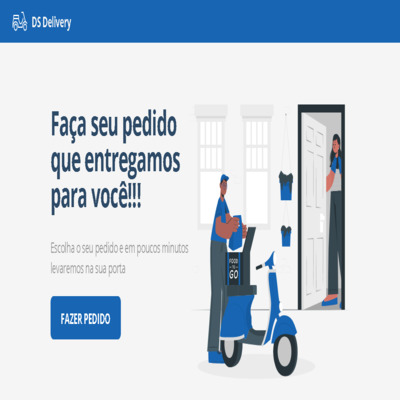 DS Delivery
Faça seu pedido
que entregamos
para você!!!
Escolha o seu pedido e em poucos minutos
levaremos na sua porta
FAZER PEDIDO
FOOD
TO
GO